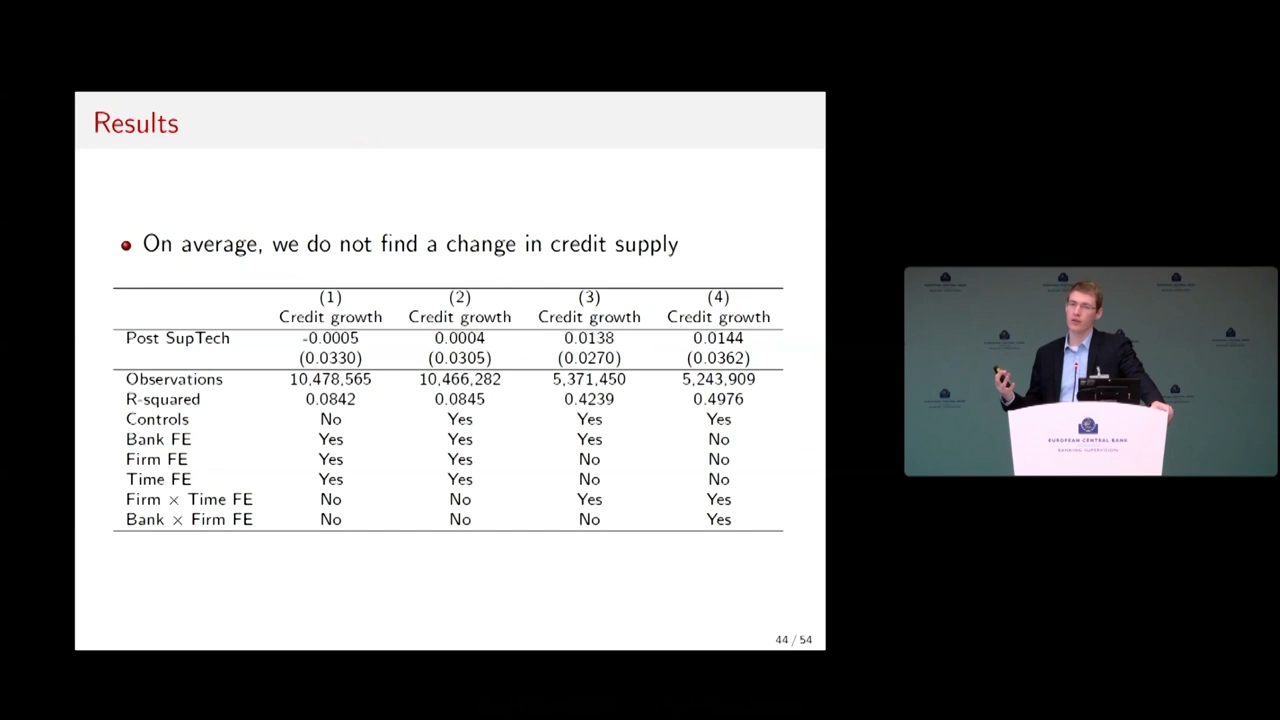 Results
On average, we do not find a change in credit supply
(1) (2) (3) (4)
Credit growth Credit growth Credit growth Credit growth
Post SupTech -0.0005 0.0004 0.0138 0.0144
(0.0330) (0.0305) (0.0270) (0.0362)
Observations 10,478,565 10,466,282 5,371,450 5,243,909
R-squared 0.0842 0.0845 0.4239 0.4976
Controls No Yes Yes Yes
Bank FE Yes Yes Yes No
Firm FE Yes Yes No No
Time FE Yes Yes No No
Firm × Time FE No No Yes Yes
Bank × Firm FE No No No Yes
44 / 54
EUROPEAN CENTRAL BANK
BANKING SUPERVISION